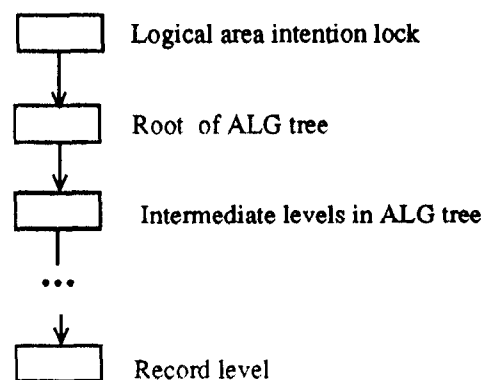 Logical area intention lock
Root of ALG tree
Intermediate levels in ALG tree
...
Record level